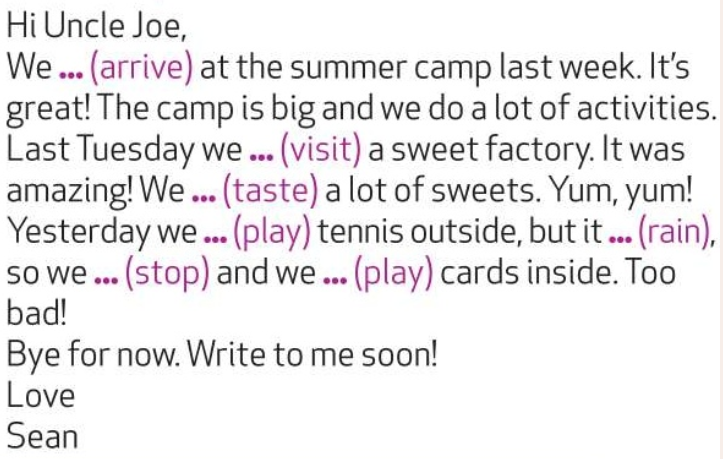 Hi Uncle Joe,
We ... (arrive) at the summer camp last week. It's
great! The camp is big and we do a lot of activities.
Last Tuesday we ... (visit) a sweet factory. It was
amazing! We ... (taste) a lot of sweets. Yum, yum!
Yesterday we ... (play) tennis outside, but it ... (rain),
so we ... (stop) and we ... (play) cards inside. Too
bad!
Bye for now. Write to me soon!
Love
Sean